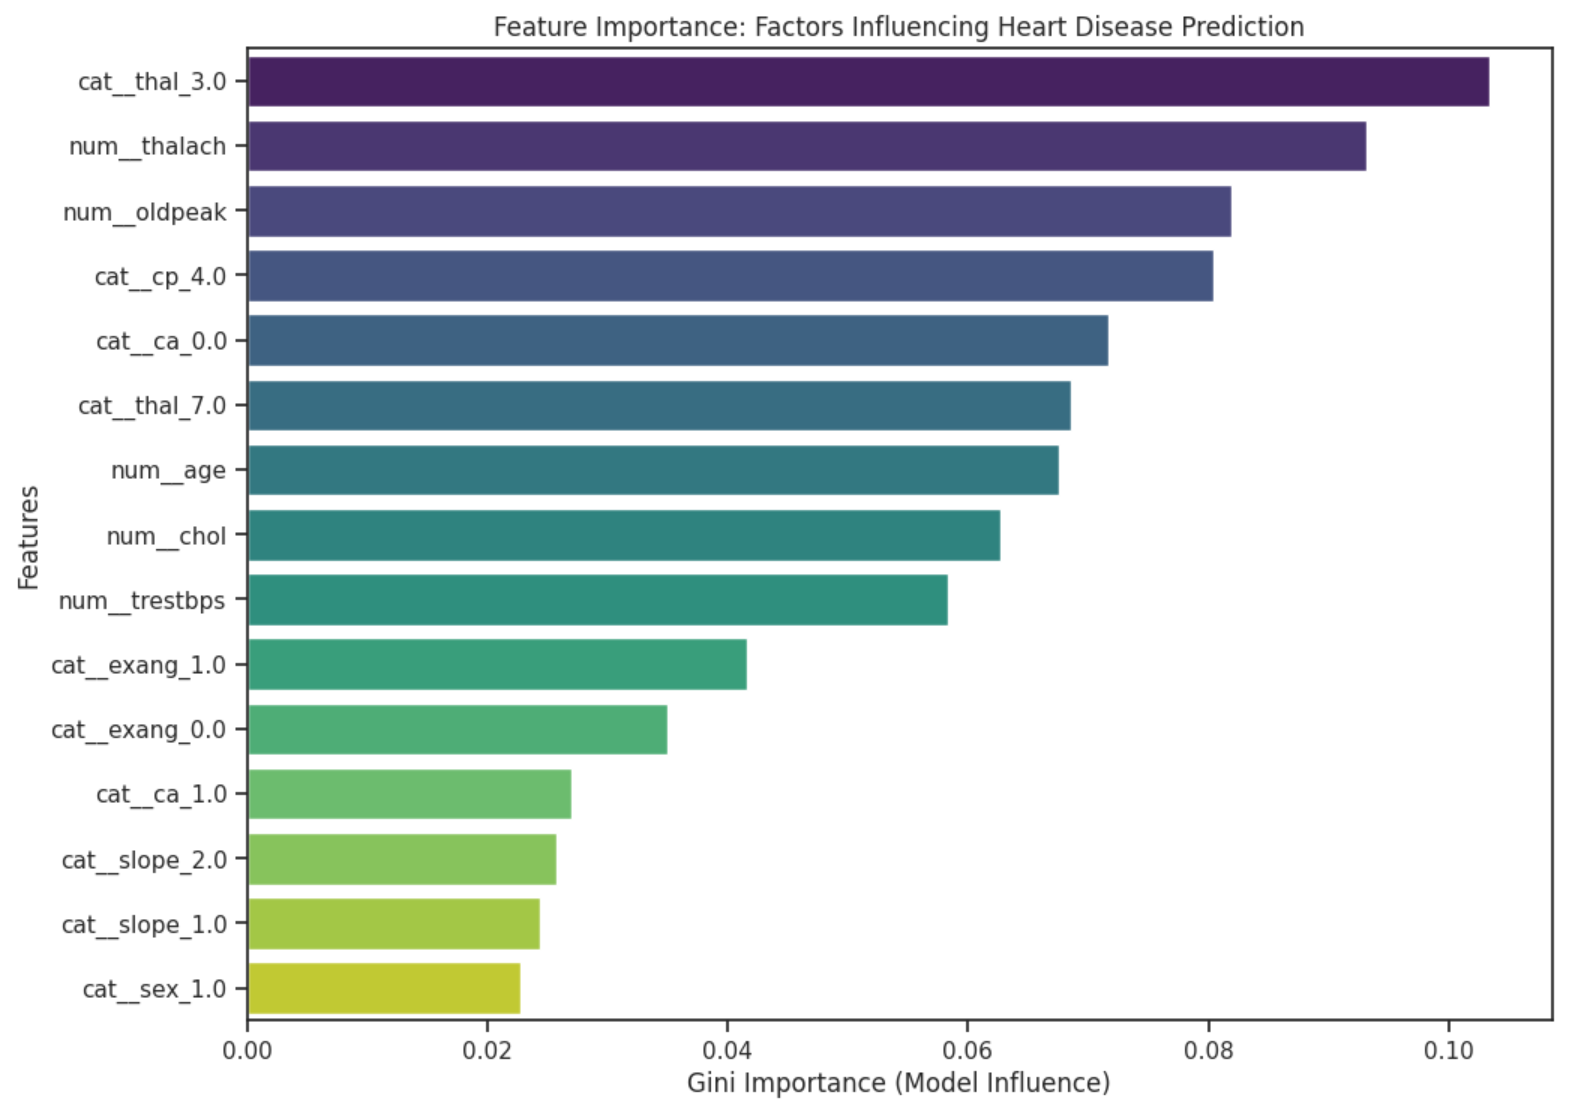 Feature Importance: Factors Influencing Heart Disease Prediction
Features
cat__thal_3.0
num__thalach
num__oldpeak
cat__cp_4.0
cat__ca_0.0
cat__thal_7.0
num__age
num__chol
num__trestbps
cat__exang_1.0
cat__exang_0.0
cat__ca_1.0
cat__slope_2.0
cat__slope_1.0
cat__sex_1.0
0.00 0.02 0.04 0.06 0.08 0.10
Gini Importance (Model Influence)